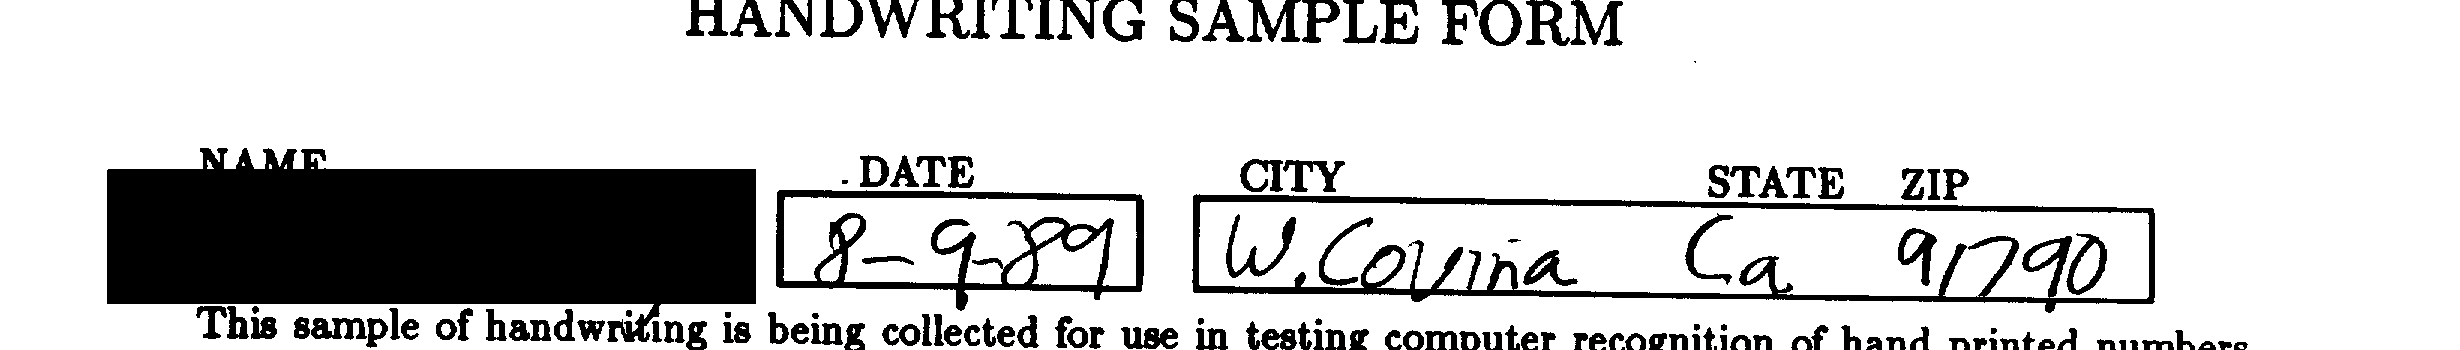 HANDWRITING SAMPLE FORM
NAME DATE CITY STATE ZIP
8-9-89 W. Covina Ca 91790
This sample of handwriting is being collected for use in testing computer recognition of hand printed numbers